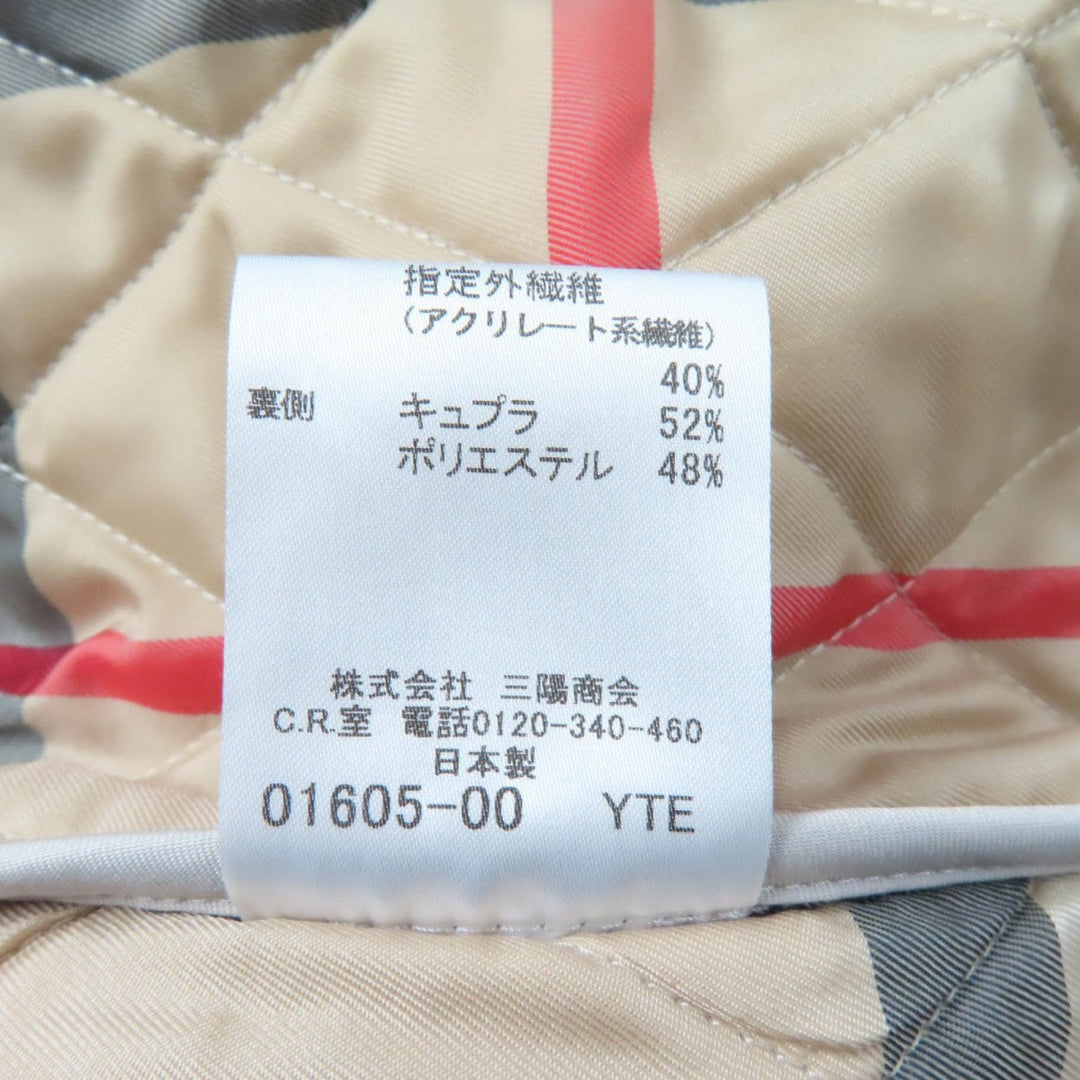 指定外繊維
(アクリレート系繊維)
40%
裏側 キュプラ 52%
ポリエステル 48%
株式会社 三陽商会
C.R.室 電話0120-340-460
日本製
01605-00 YTE